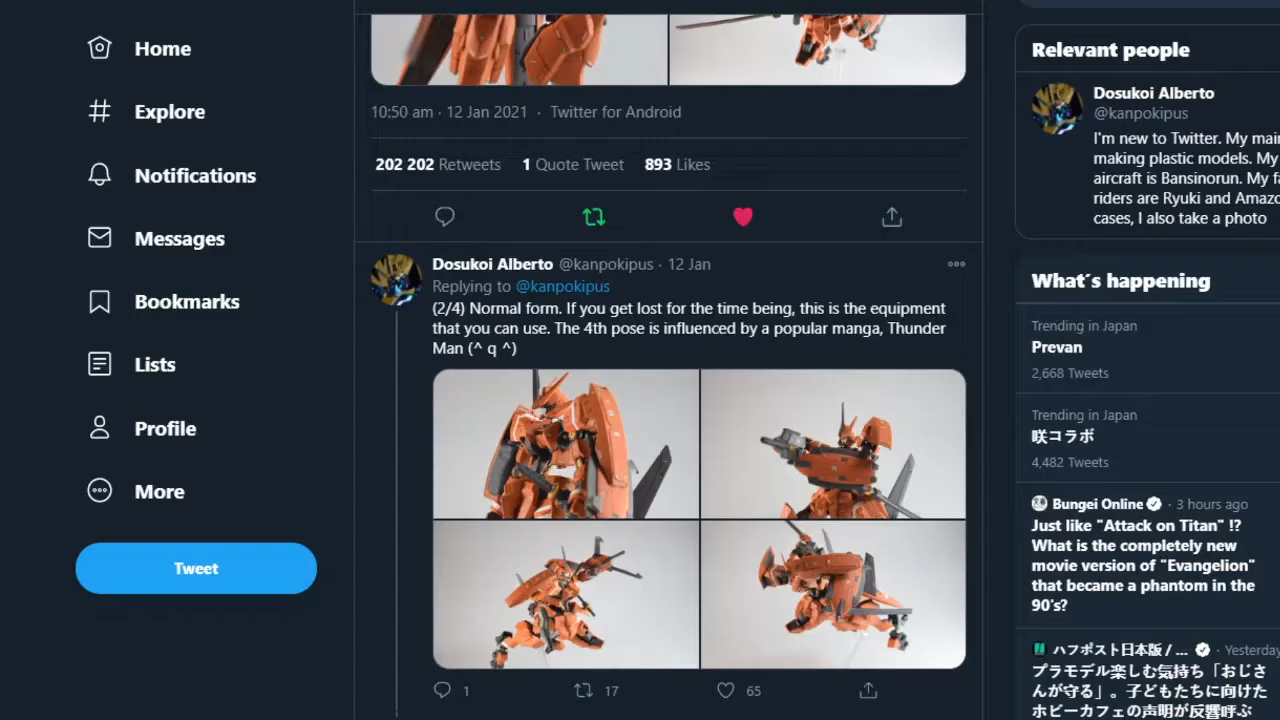 Home
Explore
Notifications
Messages
Bookmarks
Lists
Profile
More
Tweet
10:50 am · 12 Jan 2021 · Twitter for Android
202 202 Retweets 1 Quote Tweet 893 Likes
Dosukoi Alberto @kanpokipus · 12 Jan
Replying to @kanpokipus
(2/4) Normal form. If you get lost for the time being, this is the equipment
that you can use. The 4th pose is influenced by a popular manga, Thunder
Man (^ q ^)
1 17 65
Relevant people
Dosukoi Alberto
@kanpokipus
I'm new to Twitter. My mai
making plastic models. My
aircraft is Bansinorun. My fa
riders are Ryuki and Amazo
cases, I also take a photo
What´s happening
Trending in Japan
Prevan
2,668 Tweets
Trending in Japan
咲コラボ
4,482 Tweets
Bungei Online · 3 hours ago
Just like "Attack on Titan" !?
What is the completely new
movie version of "Evangelion"
that became a phantom in the
90's?
ハフポスト日本版 / ... · Yesterday
プラモデル楽しむ気持ち「おじさ
んが守る」。子どもたちに向けた
ホビーカフェの声明が反響呼ぶ